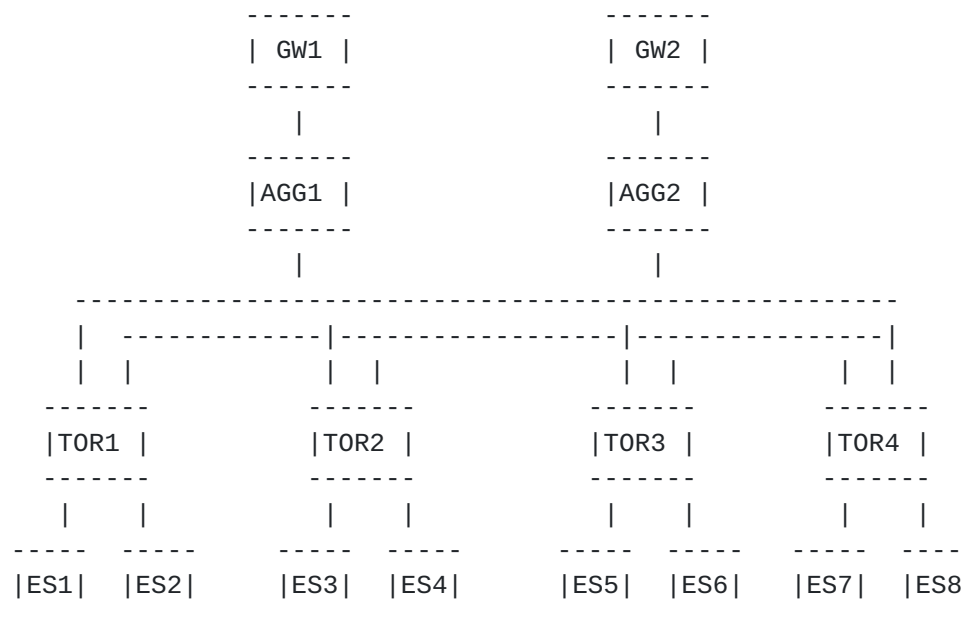 GW1 GW2
AGG1 AGG2
TOR1 TOR2 TOR3 TOR4
ES1 ES2 ES3 ES4 ES5 ES6 ES7 ES8